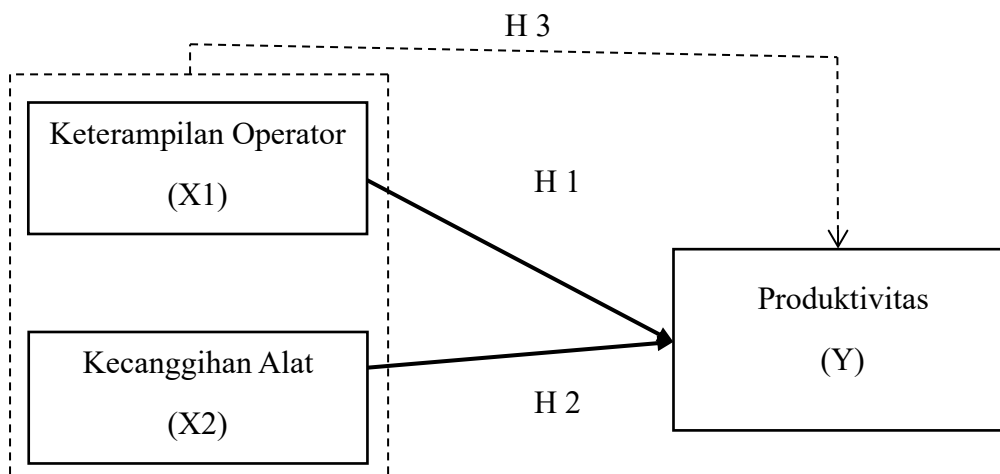 H 3
Keterampilan Operator
(X1)
H 1
Produktivitas
(Y)
Kecanggihan Alat
(X2)
H 2